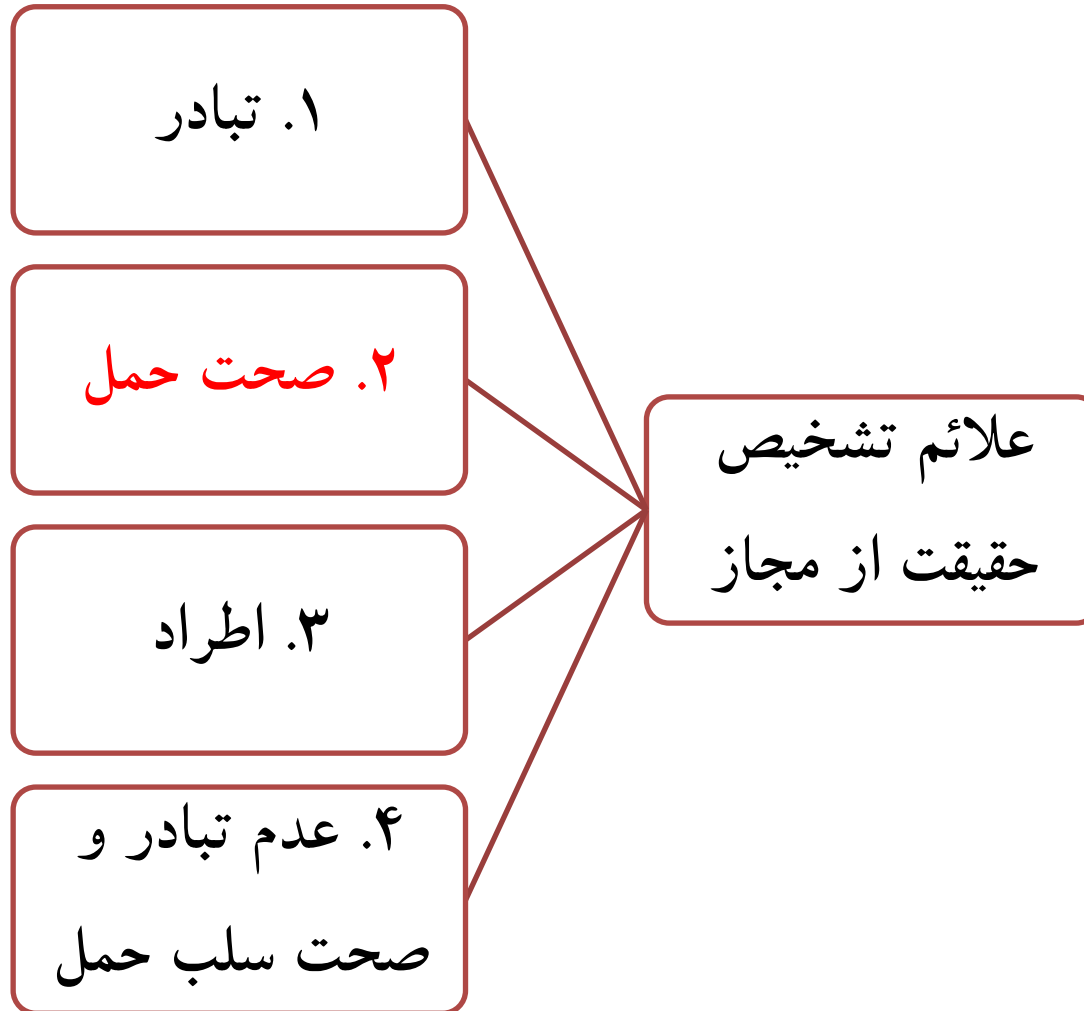 علائم تشخیص
حقیقت از مجاز
۱. تبادر
۲. صحت حمل
۳. اطراد
۴. عدم تبادر و
صحت سلب حمل